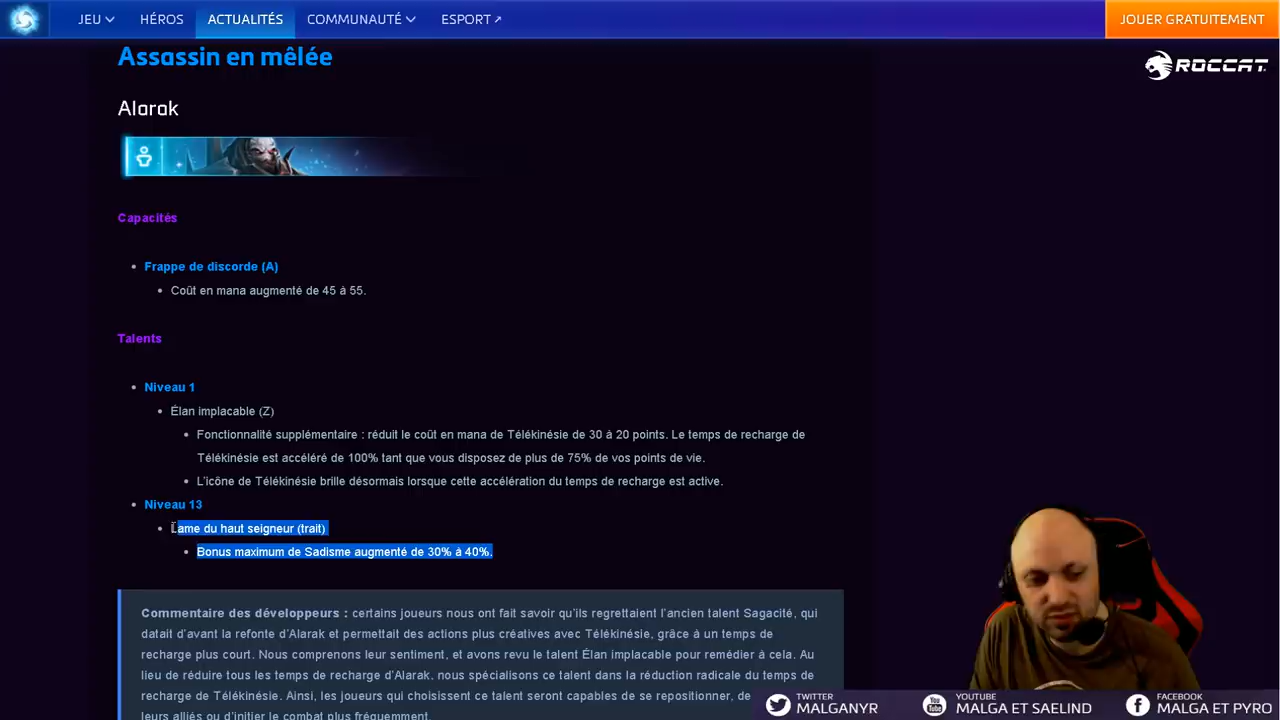 JEU
HÉROS
ACTUALITÉS
COMMUNAUTÉ
ESPORT
JOUER GRATUITEMENT
ROCCAT
Assassin en mêlée
Alarak
Capacités
Frappe de discorde (A)
Coût en mana augmenté de 45 à 55.
Talents
Niveau 1
Élan implacable (Z)
Fonctionnalité supplémentaire : réduit le coût en mana de Télékinésie de 30 à 20 points. Le temps de recharge de
Télékinésie est accéléré de 100% tant que vous disposez de plus de 75% de vos points de vie.
L'icône de Télékinésie brille désormais lorsque cette accélération du temps de recharge est active.
Niveau 13
Lame du haut seigneur (trait)
Bonus maximum de Sadisme augmenté de 30% à 40%.
Commentaire des développeurs : certains joueurs nous ont fait savoir qu'ils regrettaient l'ancien talent Sagacité, qui
datait d'avant la refonte d'Alarak et permettait des actions plus créatives avec Télékinésie, grâce à un temps de
recharge plus court. Nous comprenons leur sentiment, et avons revu le talent Élan implacable pour remédier à cela. Au
lieu de réduire tous les temps de recharge d'Alarak, nous spécialisons ce talent dans la réduction radicale du temps de
recharge de Télékinésie. Ainsi, les joueurs qui choisissent ce talent seront capables de se repositionner, de
leurs alliés ou d'initier le combat plus fréquemment.
TWITTER
MALGANYR
YOUTUBE
MALGA ET SAELIND
FACEBOOK
MALGA ET PYRO